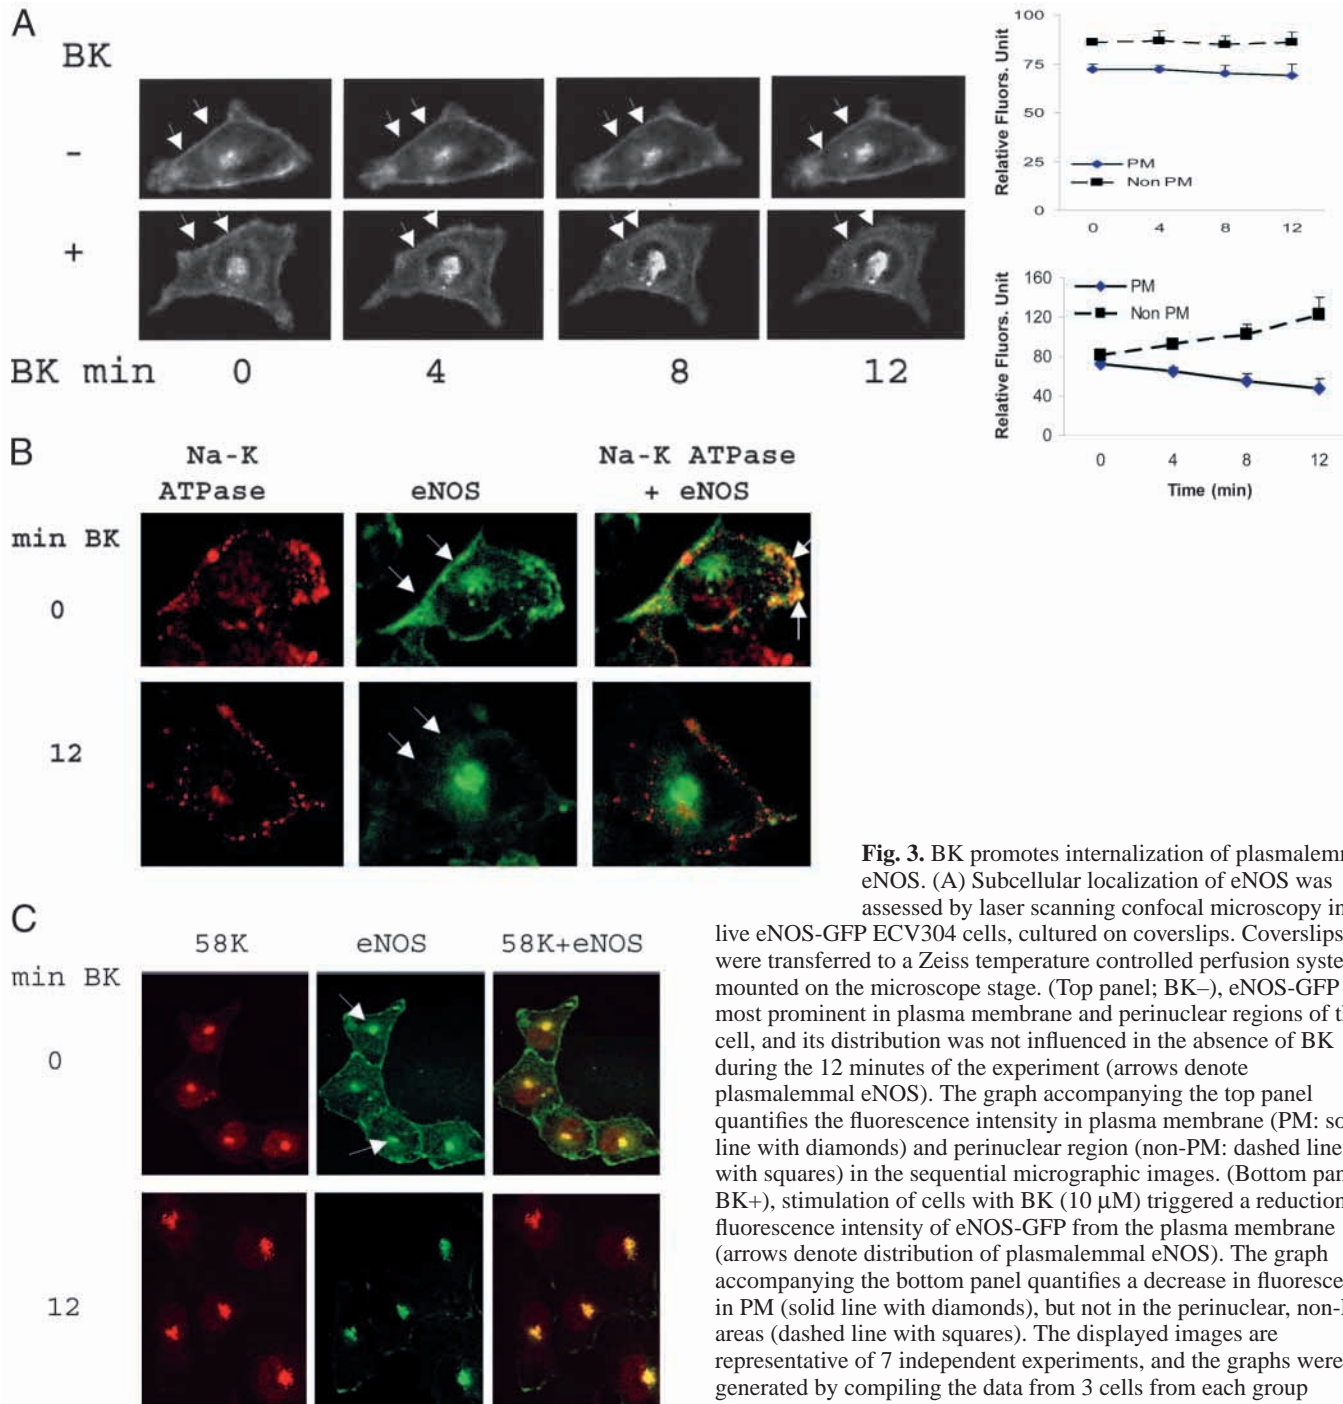 A
BK
-
+
BK min 0 4 8 12
100
75
50
25
0
Relative Fluors. Unit
PM
Non PM
0 4 8 12
160
120
80
40
0
Relative Fluors. Unit
PM
Non PM
0 4 8 12
Time (min)
B
Na-K ATPase
eNOS
Na-K ATPase + eNOS
min BK
0
12
C
58K eNOS 58K+eNOS
min BK
0
12
Fig. 3. BK promotes internalization of
eNOS. (A) Subcellular localization of eNOS was
assessed by laser scanning confocal microscopy in
live eNOS-GFP ECV304 cells, cultured on coverslips. Coverslips
were transferred to a Zeiss temperature controlled perfusion
mounted on the microscope stage. (Top panel; BK–), eNOS-GFP
most prominent in plasma membrane and perinuclear regions of
cell, and its distribution was not influenced in the absence of BK
during the 12 minutes of the experiment (arrows denote
plasmalemmal eNOS). The graph accompanying the top panel
quantifies the fluorescence intensity in plasma membrane (PM:
line with diamonds) and perinuclear region (non-PM: dashed line
with squares) in the sequential micrographic images. (Bottom
BK+), stimulation of cells with BK (10 μM) triggered a reduction
fluorescence intensity of eNOS-GFP from the plasma membrane
(arrows denote distribution of plasmalemmal eNOS). The graph
accompanying the bottom panel quantifies a decrease in
in PM (solid line with diamonds), but not in the perinuclear,
areas (dashed line with squares). The displayed images are
representative of 7 independent experiments, and the graphs were
generated by compiling the data from 3 cells from each group